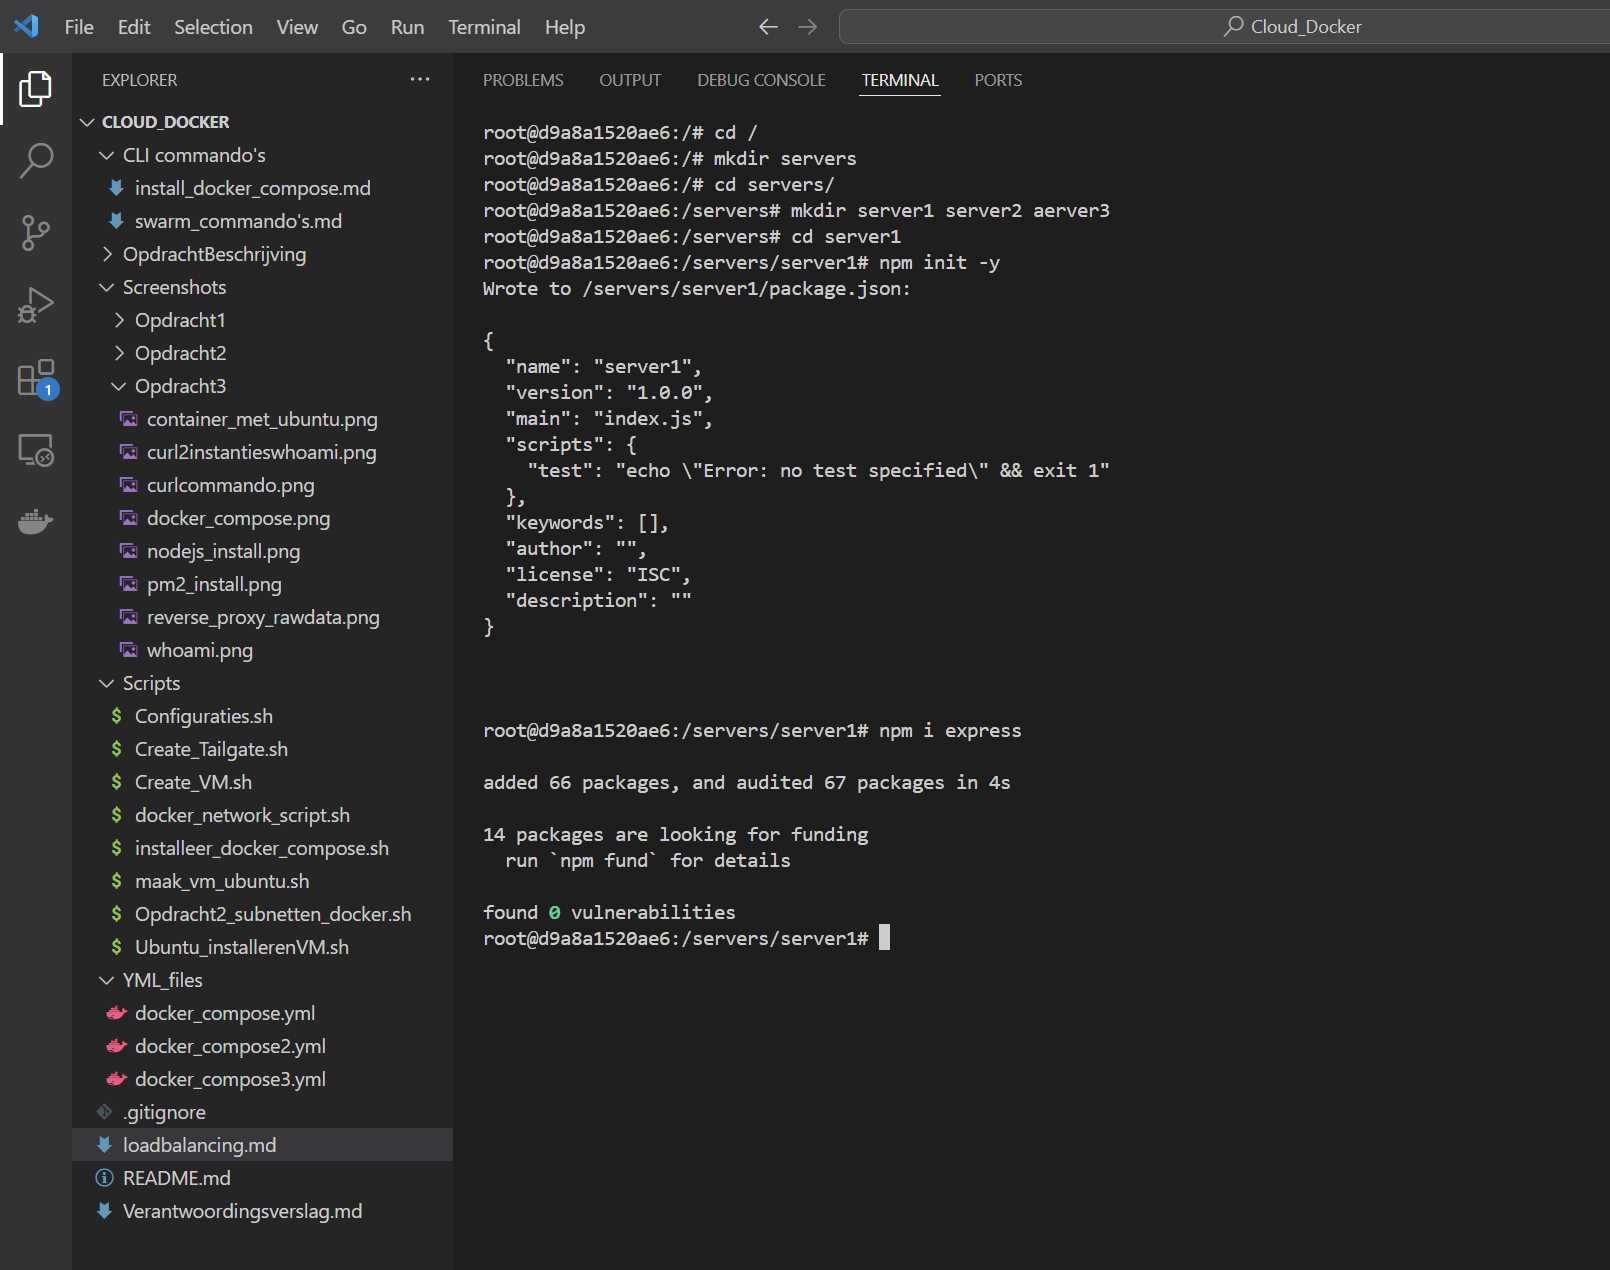 File Edit Selection View Go Run Terminal Help
Cloud_Docker
EXPLORER
CLOUD_DOCKER
CLI commando's
install_docker_compose.md
swarm_commando's.md
OpdrachtBeschrijving
Screenshots
Opdracht1
Opdracht2
Opdracht3
container_met_ubuntu.png
curl2instantieswhoami.png
curlcommando.png
docker_compose.png
nodejs_install.png
pm2_install.png
reverse_proxy_rawdata.png
whoami.png
Scripts
$ Configuraties.sh
$ Create_Tailgate.sh
$ Create_VM.sh
$ docker_network_script.sh
$ installeer_docker_compose.sh
$ maak_vm_ubuntu.sh
$ Opdracht2_subnetten_docker.sh
$ Ubuntu_installerenVM.sh
YML_files
docker_compose.yml
docker_compose2.yml
docker_compose3.yml
.gitignore
loadbalancing.md
README.md
Verantwoordingsverslag.md
1
PROBLEMS OUTPUT DEBUG CONSOLE TERMINAL PORTS
root@d9a8a1520ae6:/# cd /
root@d9a8a1520ae6:/# mkdir servers
root@d9a8a1520ae6:/# cd servers/
root@d9a8a1520ae6:/servers# mkdir server1 server2 aerver3
root@d9a8a1520ae6:/servers# cd server1
root@d9a8a1520ae6:/servers/server1# npm init -y
Wrote to /servers/server1/package.json:
{
"name": "server1",
"version": "1.0.0",
"main": "index.js",
"scripts": {
"test": "echo \"Error: no test specified\" && exit 1"
},
"keywords": [],
"author": "",
"license": "ISC",
"description": ""
}
root@d9a8a1520ae6:/servers/server1# npm i express
added 66 packages, and audited 67 packages in 4s
14 packages are looking for funding
run `npm fund` for details
found 0 vulnerabilities
root@d9a8a1520ae6:/servers/server1#